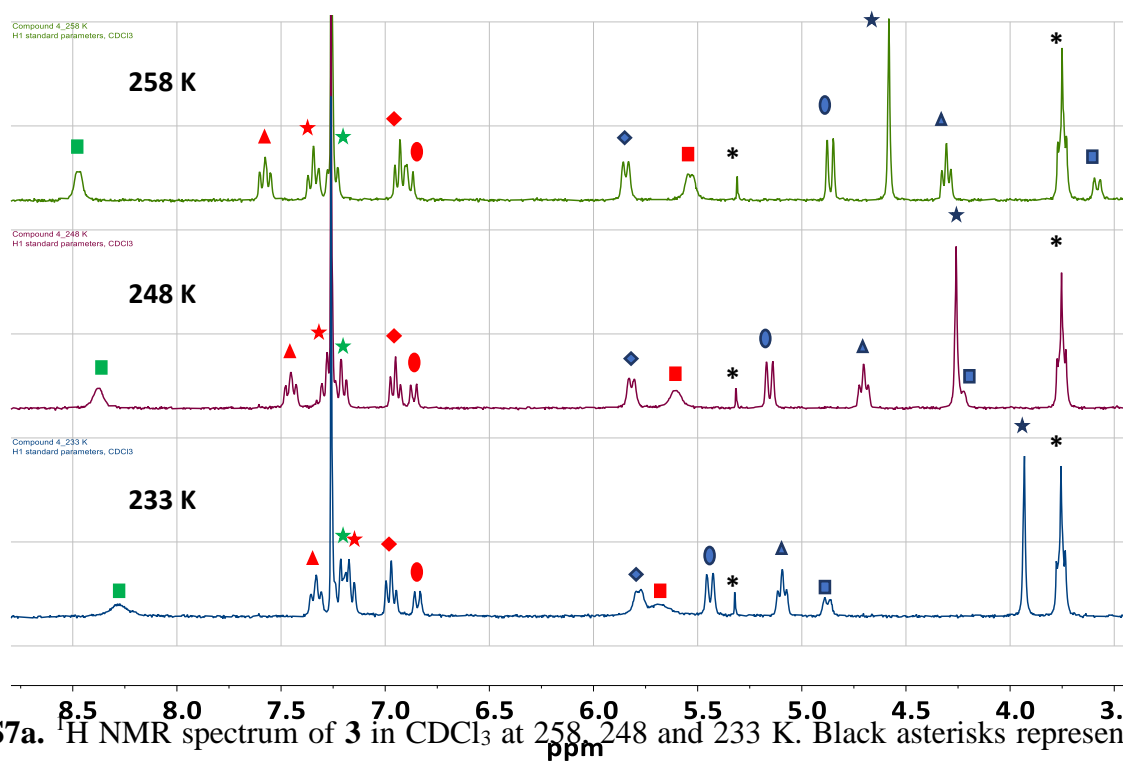 Compound 4_258 K
H1 standard parameters, CDCl3
258 K
*
*
Compound 4_248 K
H1 standard parameters, CDCl3
248 K
*
*
Compound 4_233 K
H1 standard parameters, CDCl3
233 K
*
*
8.5 8.0 7.5 7.0 6.5 6.0 5.5 5.0 4.5 4.0 3.
ppm
S7a. ¹H NMR spectrum of 3 in CDCl₃ at 258, 248 and 233 K. Black asterisks represen